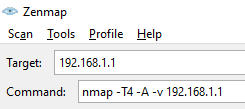 Zenmap
Scan Tools Profile Help
Target: 192.168.1.1
Command: nmap -T4 -A -v 192.168.1.1